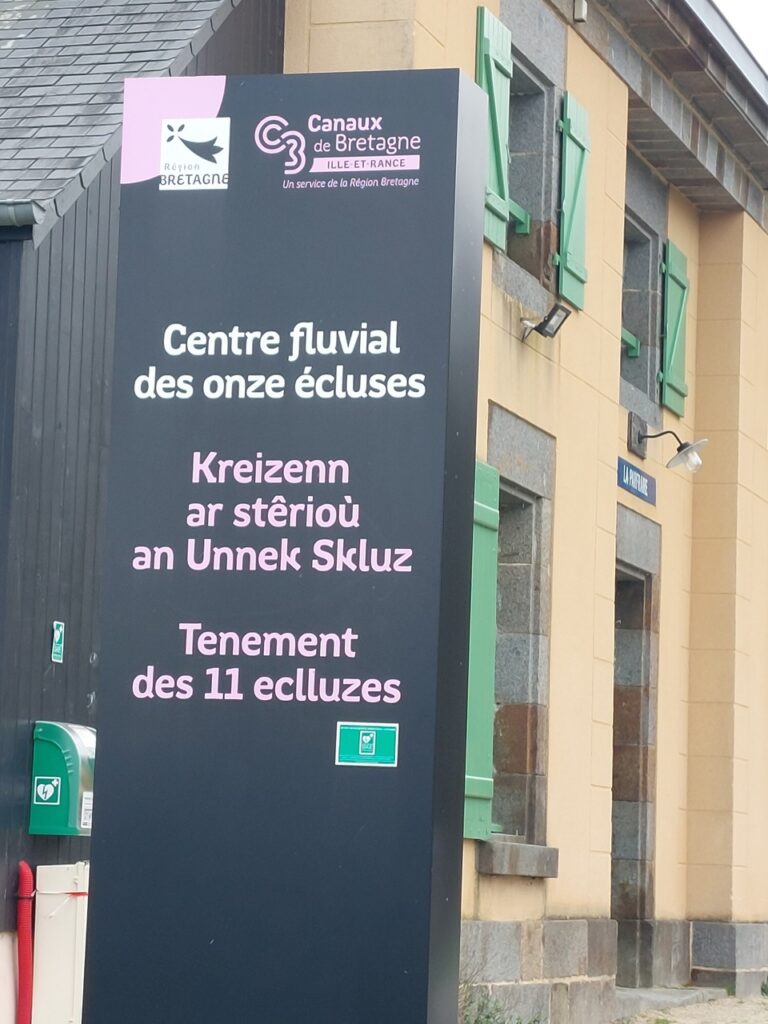 Région
BRETAGNE
Canaux
de Bretagne
ILLE-ET-RANCE
Un service de la Région Bretagne
Centre fluvial
des onze écluses
Kreizenn
ar stêrioù
an Unnek Skluz
Tenement
des 11 eclluzes